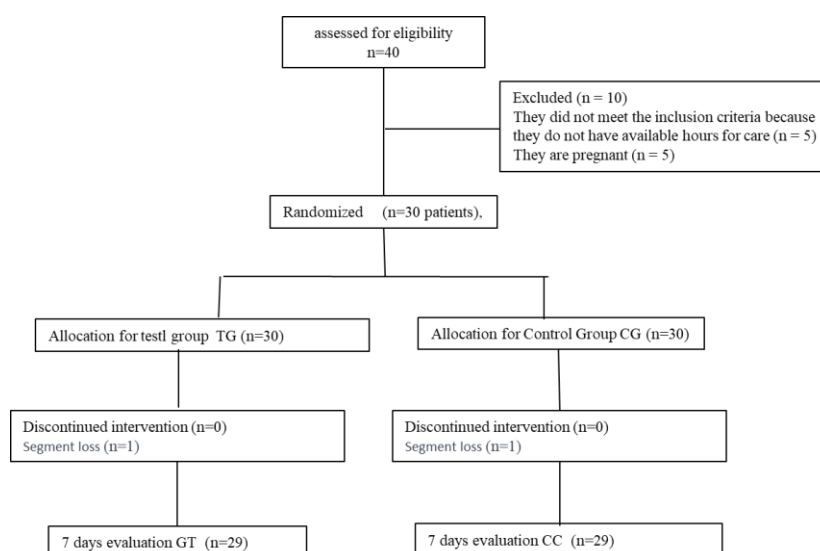 assessed for eligibility
n=40
Excluded (n = 10)
They did not meet the inclusion criteria because
they do not have available hours for care (n = 5)
They are pregnant (n = 5)
Randomized (n=30 patients),
Allocation for testl group TG (n=30)
Allocation for Control Group CG (n=30)
Discontinued intervention (n=0)
Segment loss (n=1)
Discontinued intervention (n=0)
Segment loss (n=1)
7 days evaluation GT (n=29)
7 days evaluation CC (n=29)